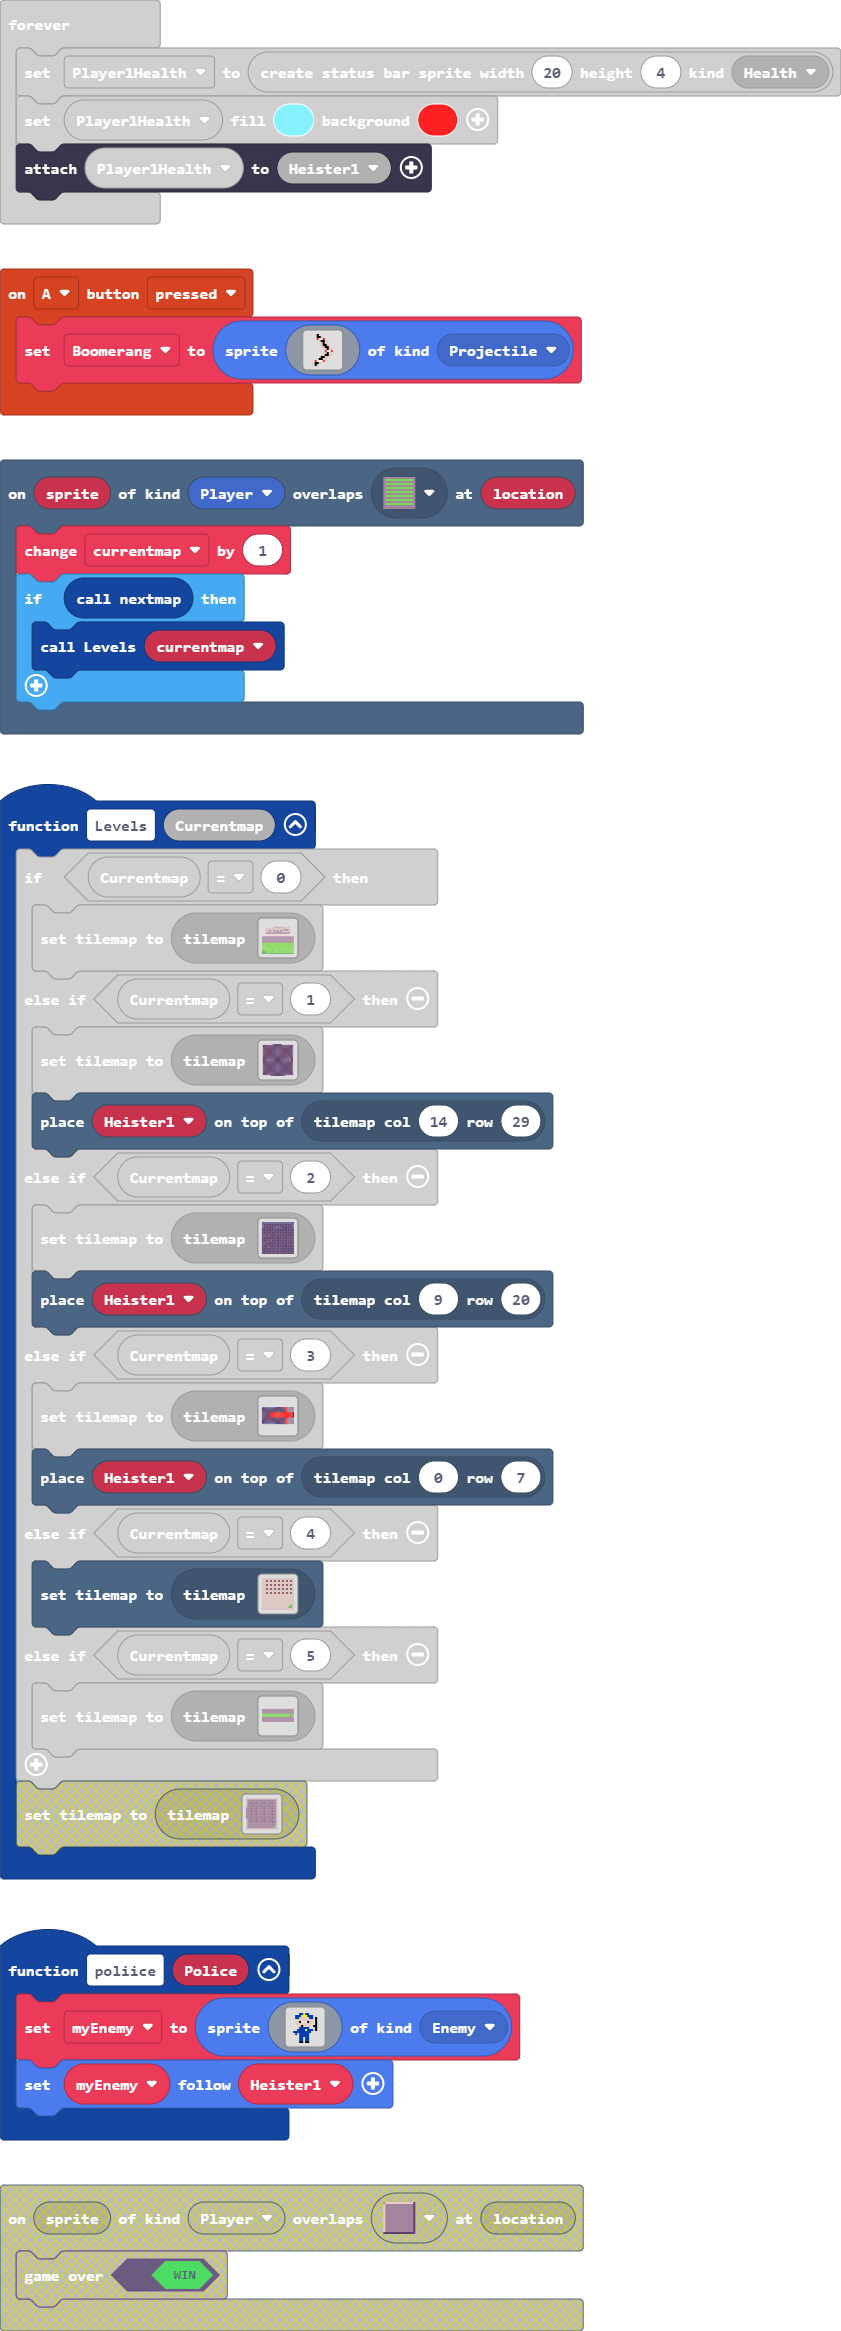 forever
set Player1Health to create status bar sprite width 20 height 4 kind Health
set Player1Health fill background
attach Player1Health to Heister1
on A button pressed
set Boomerang to sprite of kind Projectile
on sprite of kind Player overlaps at location
change currentmap by 1
if call nextmap then
call Levels currentmap
function Levels Currentmap
if Currentmap = 0 then
set tilemap to tilemap
else if Currentmap = 1 then
set tilemap to tilemap
place Heister1 on top of tilemap col 14 row 29
else if Currentmap = 2 then
set tilemap to tilemap
place Heister1 on top of tilemap col 9 row 20
else if Currentmap = 3 then
set tilemap to tilemap
place Heister1 on top of tilemap col 0 row 7
else if Currentmap = 4 then
set tilemap to tilemap
else if Currentmap = 5 then
set tilemap to tilemap
set tilemap to tilemap
function poliice Police
set myEnemy to sprite of kind Enemy
set myEnemy follow Heister1
on sprite of kind Player overlaps at location
game over WIN